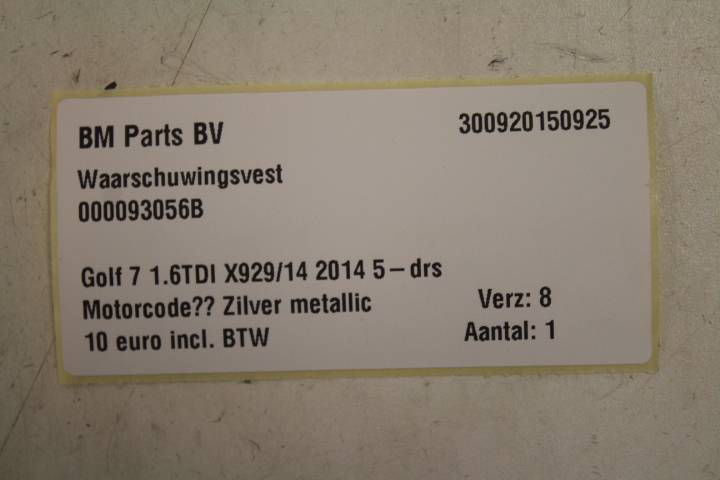 BM Parts BV 300920150925
Waarschuwingsvest
000093056B
Golf 7 1.6TDI X929/14 2014 5-drs
Motorcode?? Zilver metallic Verz: 8
10 euro incl. BTW Aantal: 1